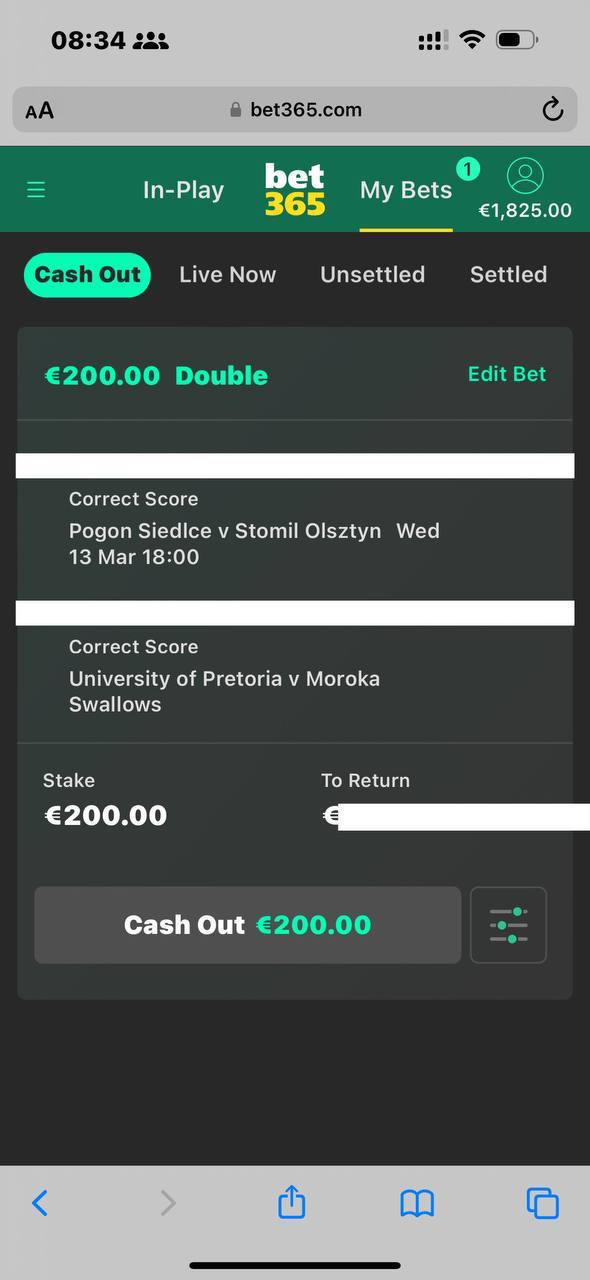 08:34
AA
bet365.com
In-Play
bet
365
My Bets
1
€1,825.00
Cash Out
Live Now
Unsettled
Settled
€200.00 Double
Edit Bet
Correct Score
Pogon Siedlce v Stomil Olsztyn Wed
13 Mar 18:00
Correct Score
University of Pretoria v Moroka
Swallows
Stake
To Return
€200.00
€
Cash Out €200.00